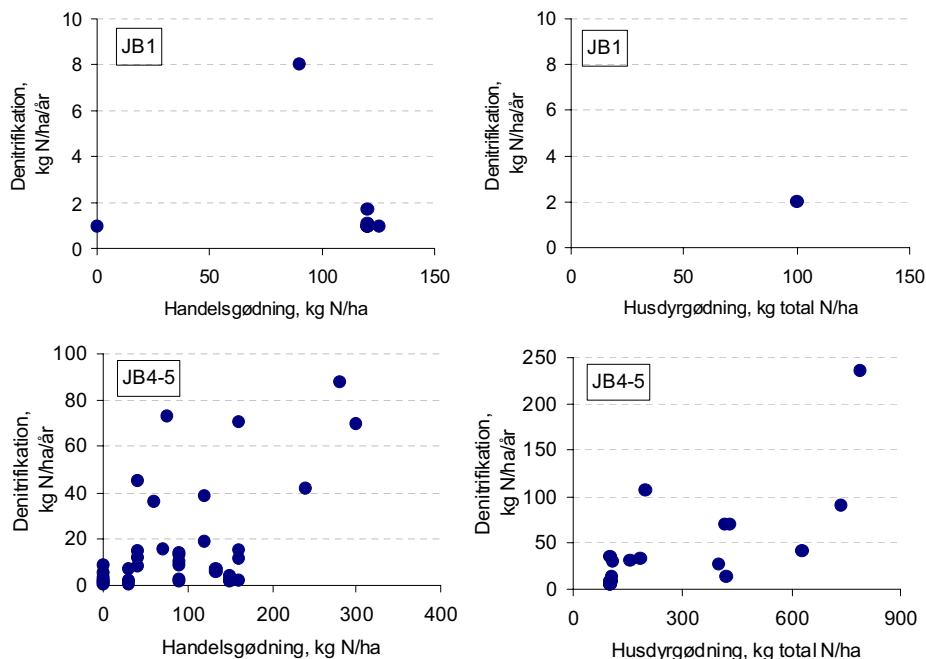 JB1
Denitrifikation,
kg N/ha/år
10
8
6
4
2
0
0 50 100 150
Handelsgødning, kg N/ha
JB1
Denitrifikation,
kg N/ha/år
10
8
6
4
2
0
0 50 100 150
Husdyrgødning, kg total N/ha
JB4-5
Denitrifikation,
kg N/ha/år
100
80
60
40
20
0
0 100 200 300 400
Handelsgødning, kg N/ha
JB4-5
Denitrifikation,
kg N/ha/år
250
200
150
100
50
0
0 300 600 900
Husdyrgødning, kg total N/ha